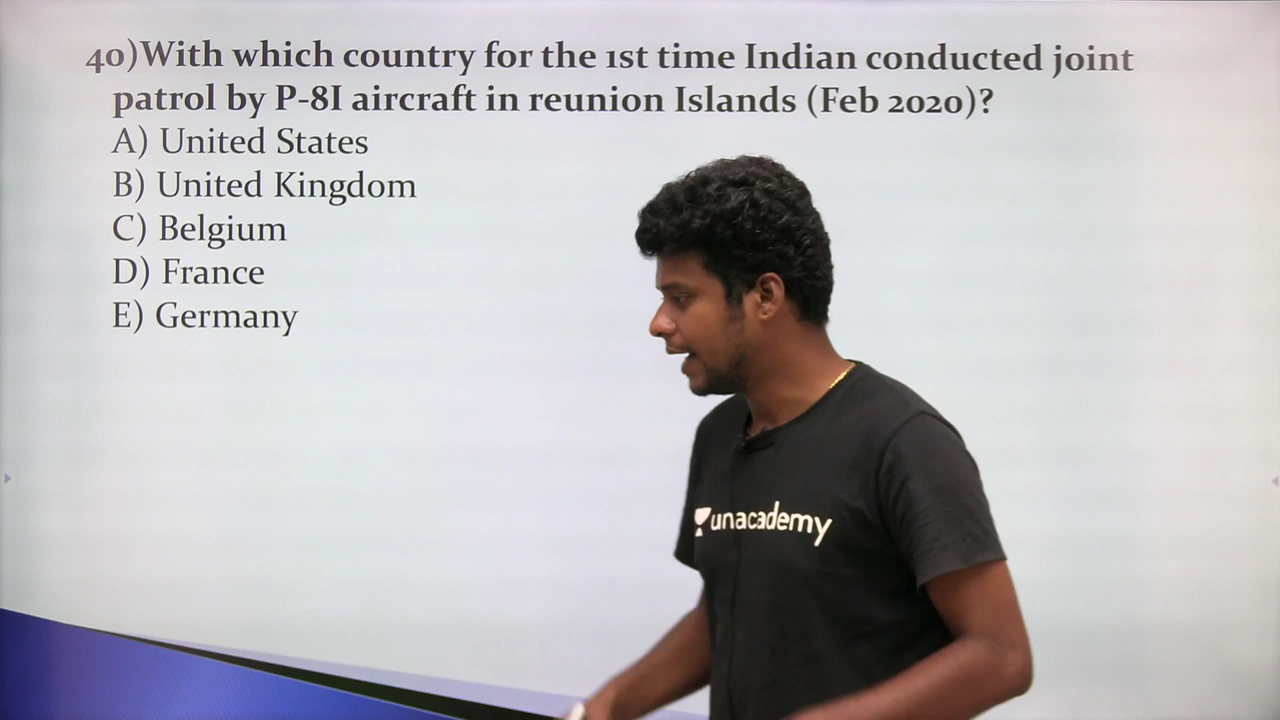 40)With which country for the 1st time Indian conducted joint
patrol by P-8I aircraft in reunion Islands (Feb 2020)?
A) United States
B) United Kingdom
C) Belgium
D) France
E) Germany
unacademy